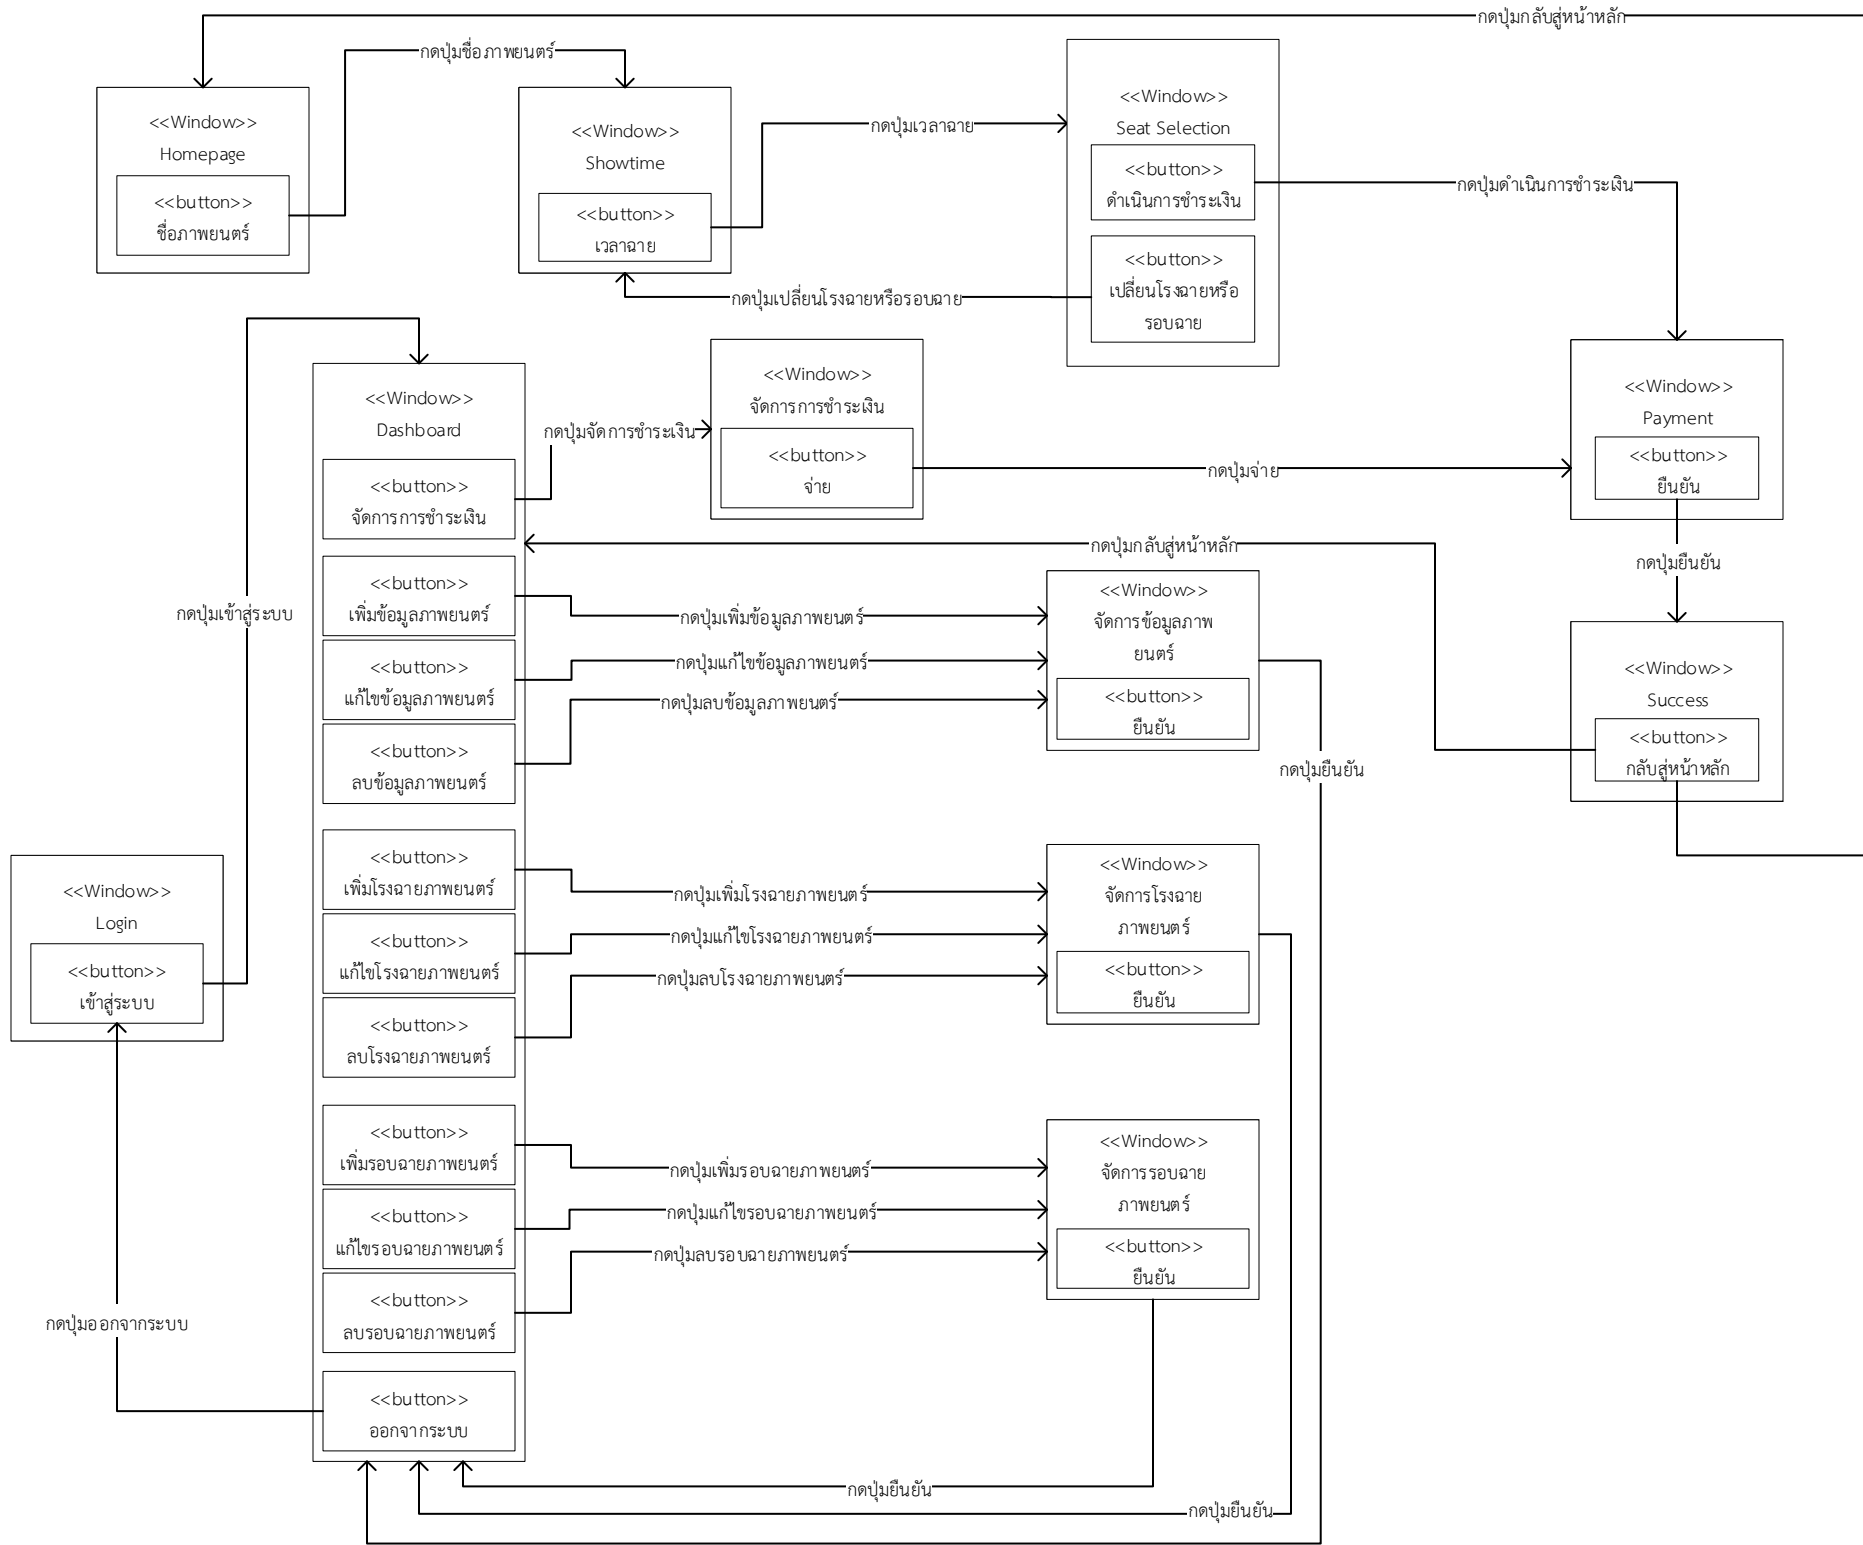 กดปุ่มกลับสู่หน้าหลัก
กดปุ่มชื่อภาพยนตร์
<<Window>>
Homepage
<<button>>
ชื่อภาพยนตร์
<<Window>>
Showtime
<<button>>
เวลาฉาย
กดปุ่มเวลาฉาย
<<Window>>
Seat Selection
<<button>>
ดำเนินการชำระเงิน
<<button>>
เปลี่ยนโรงฉายหรือ
รอบฉาย
กดปุ่มดำเนินการชำระเงิน
กดปุ่มเปลี่ยนโรงฉายหรือรอบฉาย
<<Window>>
Dashboard
<<button>>
จัดการการชำระเงิน
<<button>>
เพิ่มข้อมูลภาพยนตร์
<<button>>
แก้ไขข้อมูลภาพยนตร์
<<button>>
ลบข้อมูลภาพยนตร์
<<button>>
เพิ่มโรงฉายภาพยนตร์
<<button>>
แก้ไขโรงฉายภาพยนตร์
<<button>>
ลบโรงฉายภาพยนตร์
<<button>>
เพิ่มรอบฉายภาพยนตร์
<<button>>
แก้ไขรอบฉายภาพยนตร์
<<button>>
ลบรอบฉายภาพยนตร์
<<button>>
ออกจากระบบ
กดปุ่มจัดการชำระเงิน
<<Window>>
จัดการการชำระเงิน
<<button>>
จ่าย
กดปุ่มจ่าย
<<Window>>
Payment
<<button>>
ยืนยัน
กดปุ่มยืนยัน
กดปุ่มกลับสู่หน้าหลัก
<<Window>>
Success
<<button>>
กลับสู่หน้าหลัก
กดปุ่มเข้าสู่ระบบ
กดปุ่มเพิ่มข้อมูลภาพยนตร์
กดปุ่มแก้ไขข้อมูลภาพยนตร์
กดปุ่มลบข้อมูลภาพยนตร์
<<Window>>
จัดการข้อมูลภาพ
ยนตร์
<<button>>
ยืนยัน
กดปุ่มยืนยัน
<<Window>>
Login
<<button>>
เข้าสู่ระบบ
กดปุ่มเพิ่มโรงฉายภาพยนตร์
กดปุ่มแก้ไขโรงฉายภาพยนตร์
กดปุ่มลบโรงฉายภาพยนตร์
<<Window>>
จัดการโรงฉาย
ภาพยนตร์
<<button>>
ยืนยัน
กดปุ่มเพิ่มรอบฉายภาพยนตร์
กดปุ่มแก้ไขรอบฉายภาพยนตร์
กดปุ่มลบรอบฉายภาพยนตร์
<<Window>>
จัดการรอบฉาย
ภาพยนตร์
<<button>>
ยืนยัน
กดปุ่มออกจากระบบ
กดปุ่มยืนยัน
กดปุ่มยืนยัน